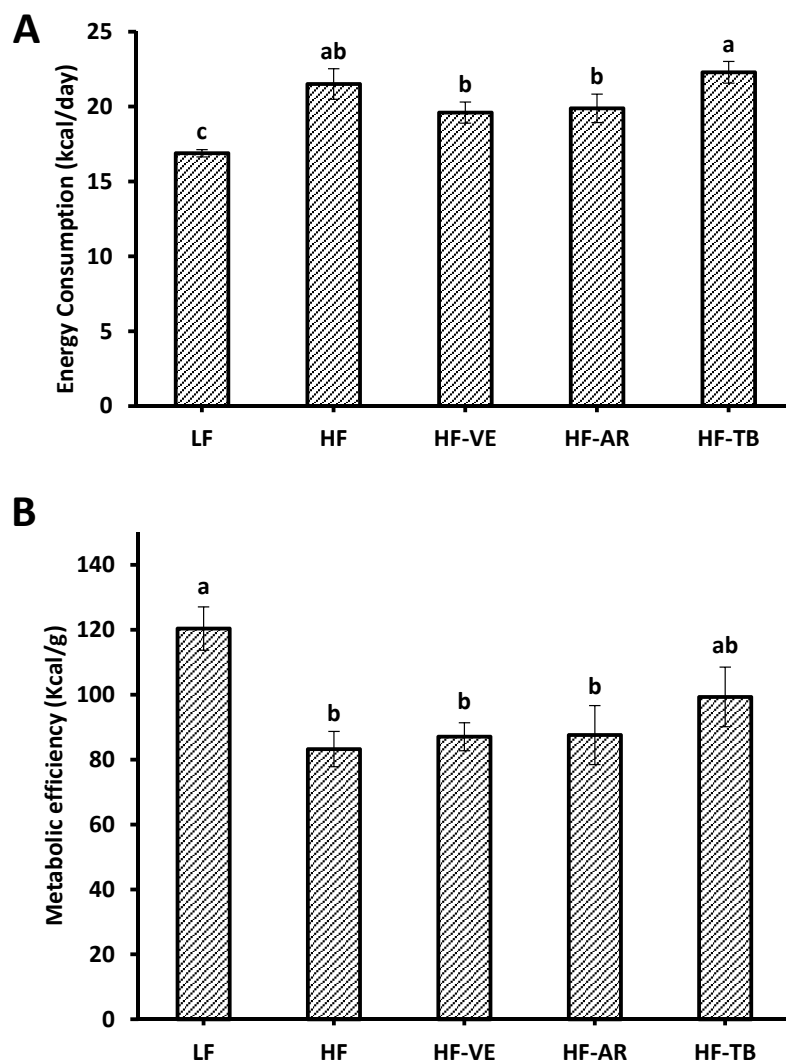 A
Energy Consumption (kcal/day)
25
20
15
10
5
0
c
ab
b
b
a
LF HF HF-VE HF-AR HF-TB
B
Metabolic efficiency (Kcal/g)
140
120
100
80
60
40
20
0
a
b
b
b
ab
LF HF HF-VE HF-AR HF-TB